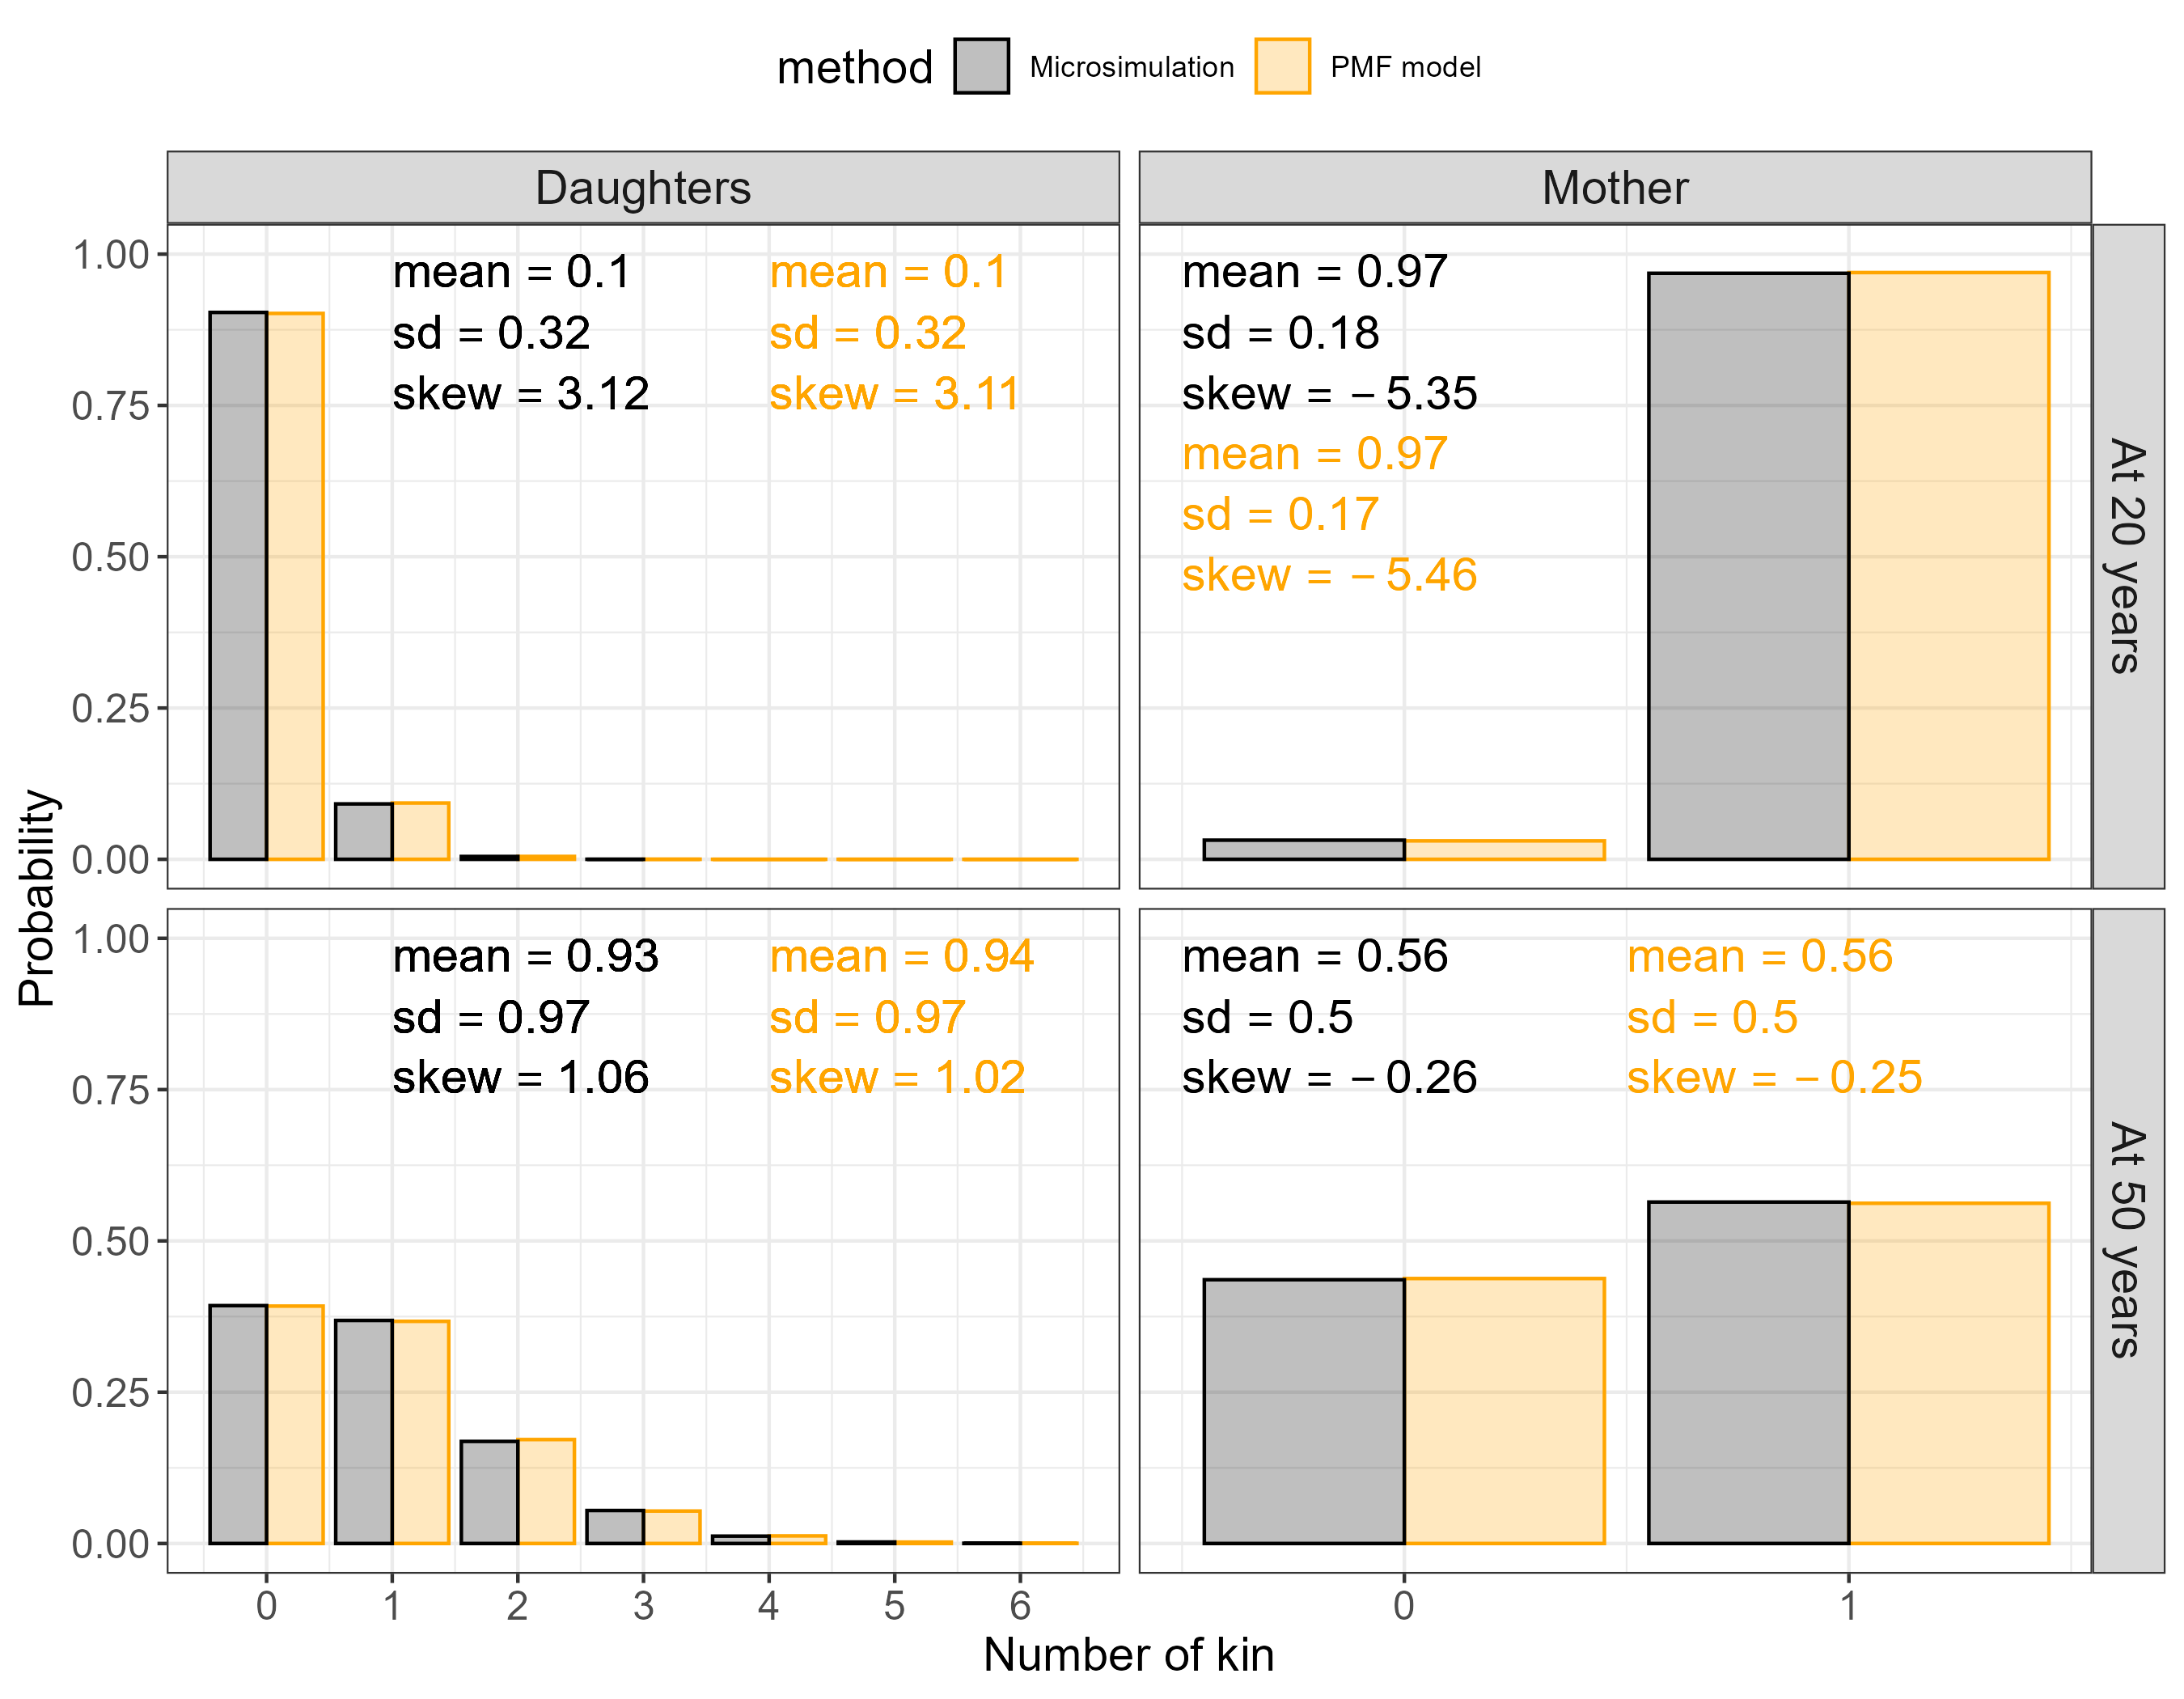 method Microsimulation PMF model
Daughters Mother
1.00
0.75
0.50
0.25
0.00
mean = 0.1
sd = 0.32
skew = 3.12
mean = 0.1
sd = 0.32
skew = 3.11
mean = 0.97
sd = 0.18
skew = − 5.35
mean = 0.97
sd = 0.17
skew = − 5.46
At 20 years
Probability
1.00
0.75
0.50
0.25
0.00
mean = 0.93
sd = 0.97
skew = 1.06
mean = 0.94
sd = 0.97
skew = 1.02
mean = 0.56
sd = 0.5
skew = − 0.26
mean = 0.56
sd = 0.5
skew = − 0.25
At 50 years
0 1 2 3 4 5 6 0 1
Number of kin